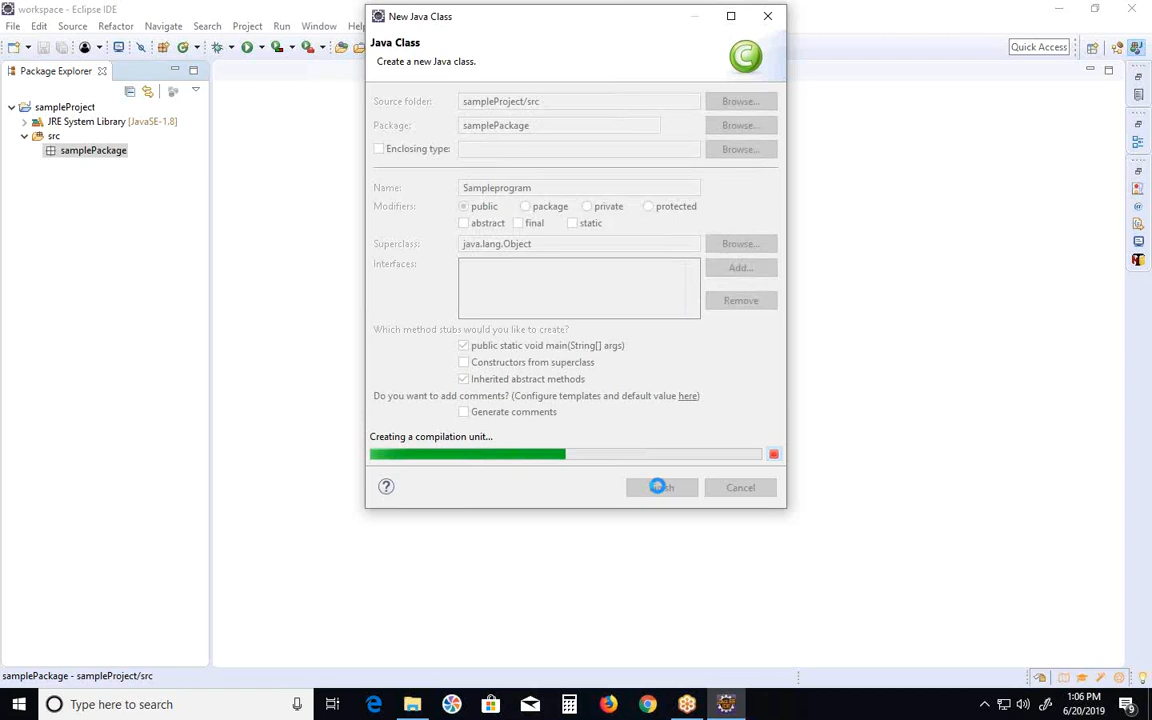 workspace - Eclipse IDE
File Edit Source Refactor Navigate Search Project Run Window Help
Quick Access
Package Explorer
sampleProject
JRE System Library [JavaSE-1.8]
src
samplePackage
New Java Class
Java Class
Create a new Java class.
Source folder: sampleProject/src Browse...
Package: samplePackage Browse...
Enclosing type: Browse...
Name: Sampleprogram
Modifiers: public package private protected
abstract final static
Superclass: java.lang.Object Browse...
Interfaces: Add...
Remove
Which method stubs would you like to create?
public static void main(String[] args)
Constructors from superclass
Inherited abstract methods
Do you want to add comments? (Configure templates and default value here)
Generate comments
Creating a compilation unit...
Cancel
samplePackage - sampleProject/src
Type here to search
1:06 PM
6/20/2019
9